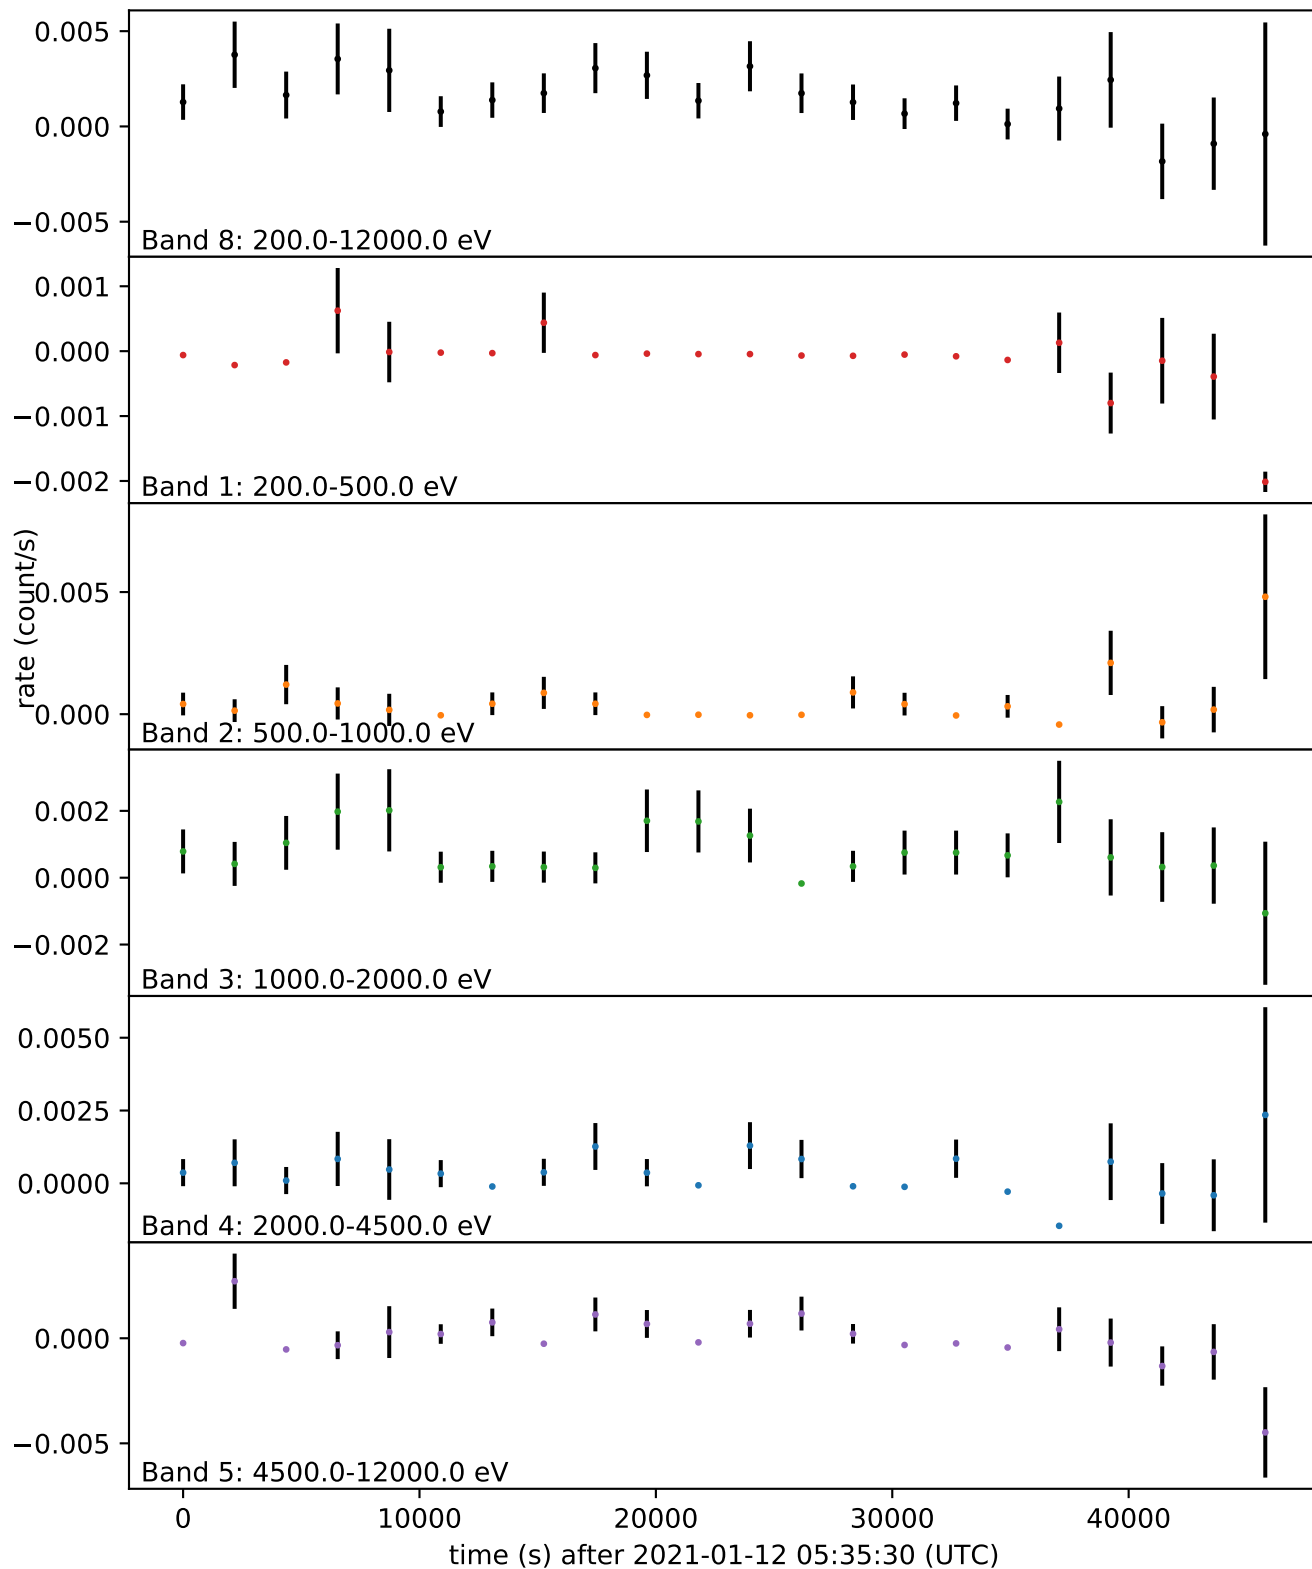 0.005
0.000
−0.005
Band 8: 200.0-12000.0 eV
0.001
0.000
−0.001
−0.002
Band 1: 200.0-500.0 eV
rate (count/s)
0.005
0.000
Band 2: 500.0-1000.0 eV
0.002
0.000
−0.002
Band 3: 1000.0-2000.0 eV
0.0050
0.0025
0.0000
Band 4: 2000.0-4500.0 eV
0.000
−0.005
Band 5: 4500.0-12000.0 eV
0 10000 20000 30000 40000
time (s) after 2021-01-12 05:35:30 (UTC)